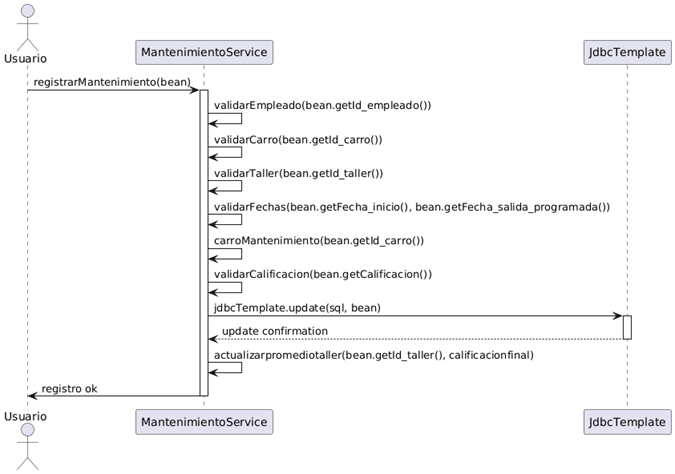 Usuario
MantenimientoService
JdbcTemplate
registrarMantenimiento(bean)
validarEmpleado(bean.getId_empleado())
validarCarro(bean.getId_carro())
validarTaller(bean.getId_taller())
validarFechas(bean.getFecha_inicio(), bean.getFecha_salida_programada())
carroMantenimiento(bean.getId_carro())
validarCalificacion(bean.getCalificacion())
jdbcTemplate.update(sql, bean)
update confirmation
actualizarpromediotaller(bean.getId_taller(), calificacionfinal)
registro ok
Usuario
MantenimientoService
JdbcTemplate